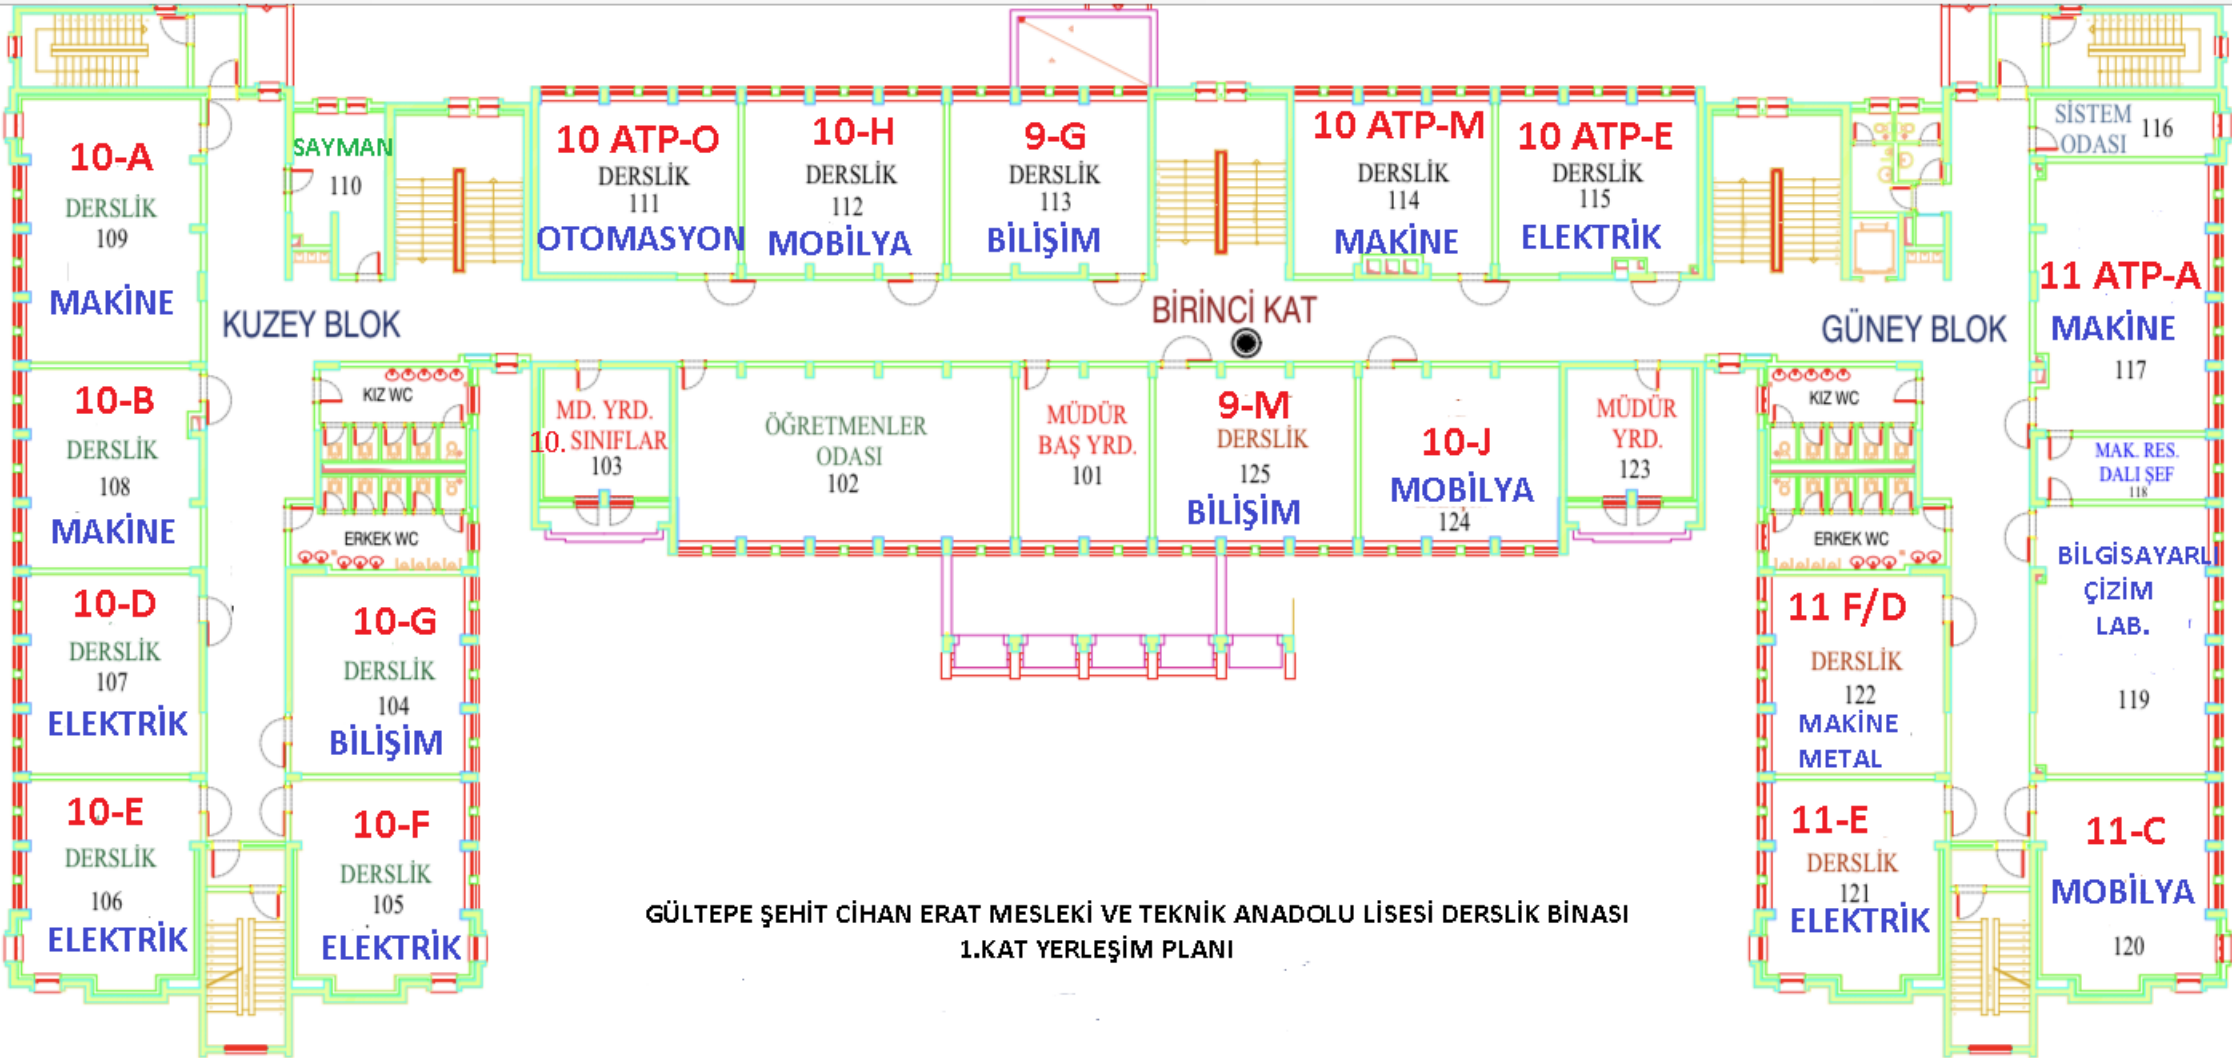 10-A
DERSLİK
109
MAKİNE
SAYMAN
110
10 ATP-O
DERSLİK
111
OTOMASYON
10-H
DERSLİK
112
MOBİLYA
9-G
DERSLİK
113
BİLİŞİM
10 ATP-M
DERSLİK
114
MAKİNE
10 ATP-E
DERSLİK
115
ELEKTRİK
SİSTEM
ODASI
116
11 ATP-A
MAKİNE
117
KUZEY BLOK
BİRİNCİ KAT
GÜNEY BLOK
10-B
DERSLİK
108
MAKİNE
KIZ WC
ERKEK WC
MD. YRD.
10. SINIFLAR
103
ÖĞRETMENLER
ODASI
102
MÜDÜR
BAŞ YRD.
101
9-M
DERSLİK
125
BİLİŞİM
10-J
MOBİLYA
124
MÜDÜR
YRD.
123
KIZ WC
ERKEK WC
MAK. RES.
DALI ŞEF
118
10-D
DERSLİK
107
ELEKTRİK
10-G
DERSLİK
104
BİLİŞİM
11 F/D
DERSLİK
122
MAKİNE
METAL
BİLGİSAYARLI
ÇİZİM
LAB.
119
10-E
DERSLİK
106
ELEKTRİK
10-F
DERSLİK
105
ELEKTRİK
11-E
DERSLİK
121
ELEKTRİK
11-C
MOBİLYA
120
GÜLTEPE ŞEHİT CİHAN ERAT MESLEKİ VE TEKNİK ANADOLU LİSESİ DERSLİK BİNASI
1.KAT YERLEŞİM PLANI